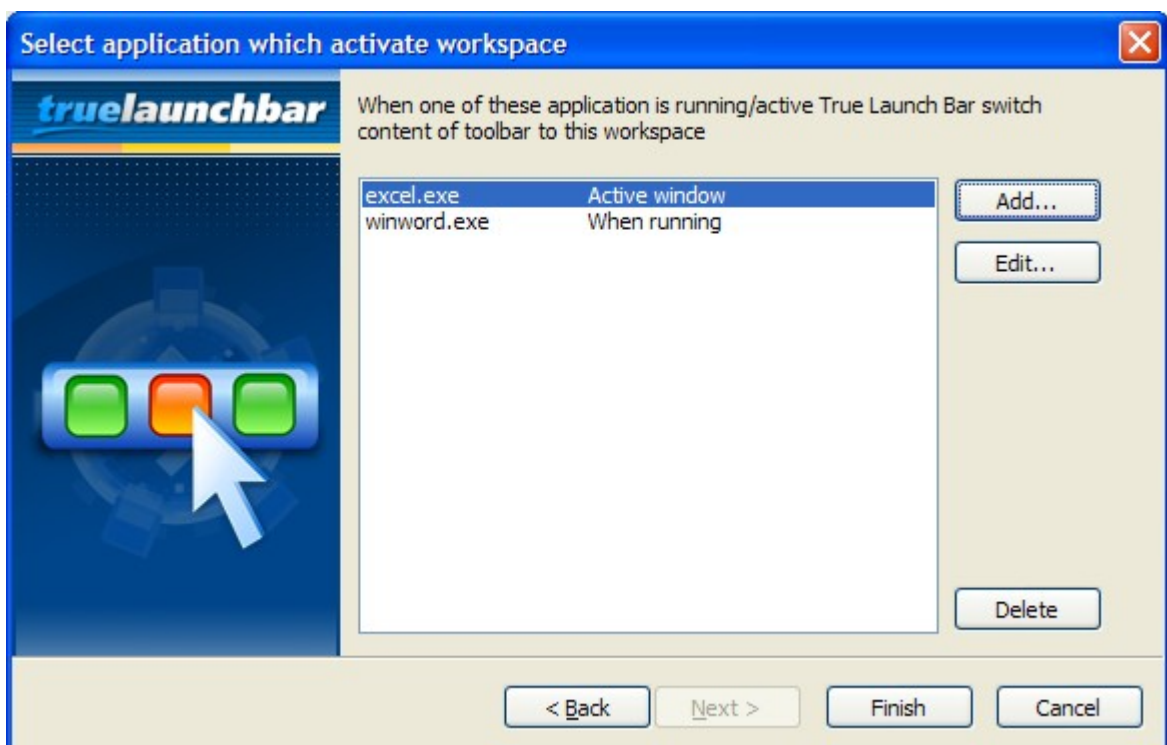 Select application which activate workspace
truelaunchbar
When one of these application is running/active True Launch Bar switch
content of toolbar to this workspace
excel.exe Active window
winword.exe When running
Add...
Edit...
Delete
< Back Next > Finish Cancel